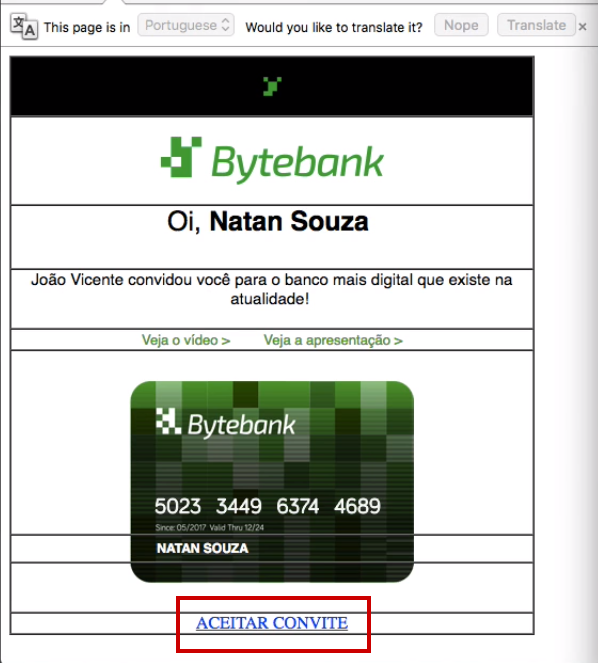 This page is in Portuguese Would you like to translate it? Nope Translate ×
Bytebank
Oi, Natan Souza
João Vicente convidou você para o banco mais digital que existe na
atualidade!
Veja o vídeo > Veja a apresentação >
Bytebank
5023 3449 6374 4689
Since: 05/2017 Valid Thru 12/24
NATAN SOUZA
ACEITAR CONVITE